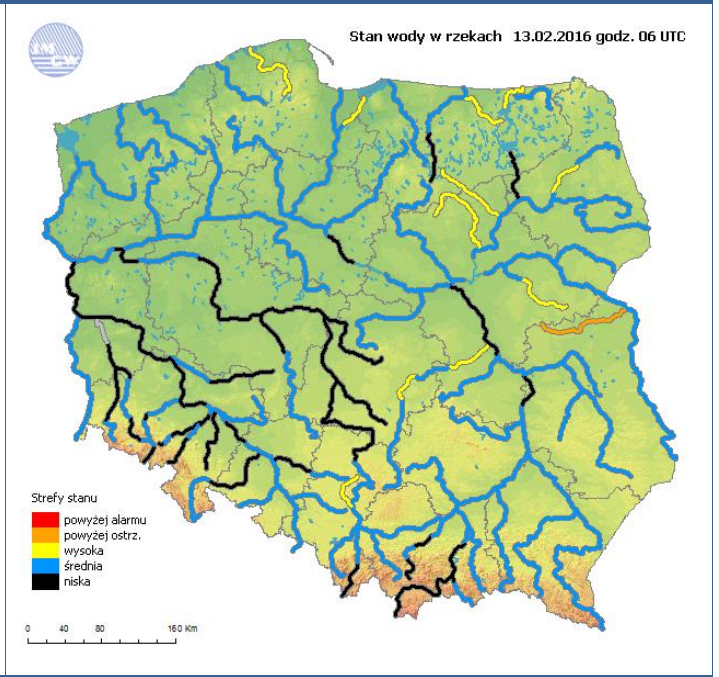 IMGW
Stan wody w rzekach 13.02.2016 godz. 06 UTC
Strefy stanu
powyżej alarmu
powyżej ostrz.
wysoka
średnia
niska
0 40 80 160 Km